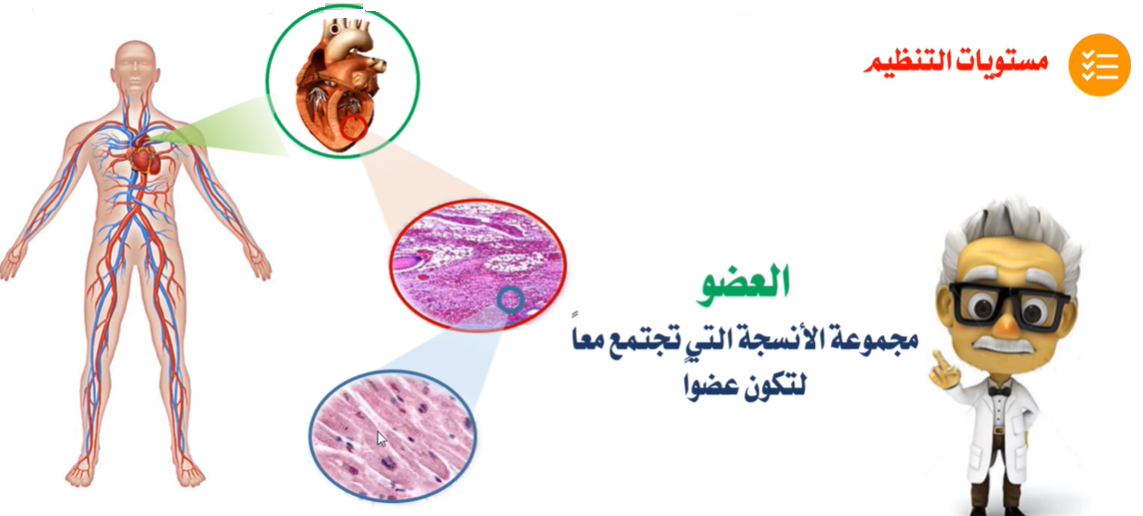 مستويات التنظيم
العضو
مجموعة الأنسجة التي تجتمع معاً
لتكون عضواً